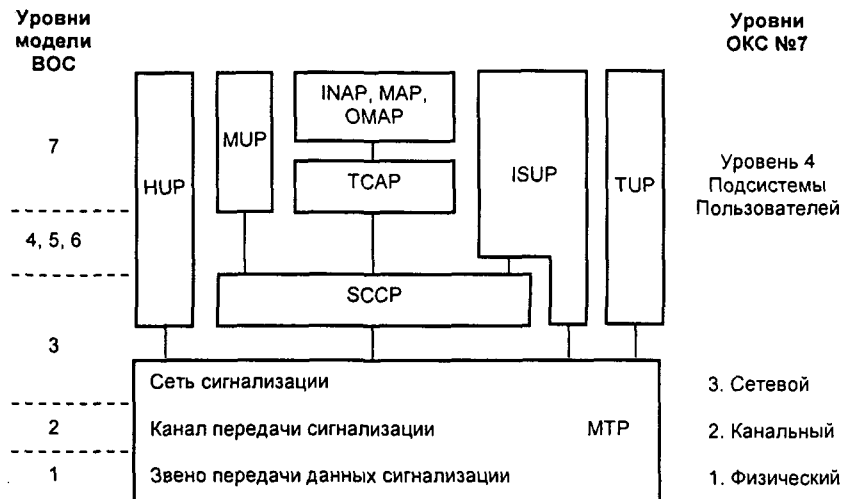 Уровни
модели
ВОС
Уровни
ОКС №7
INAP, MAP,
OMAP
MUP
7
HUP
TCAP
ISUP
TUP
Уровень 4
Подсистемы
Пользователей
4, 5, 6
SCCP
3
Сеть сигнализации
3. Сетевой
2
Канал передачи сигнализации
MTP
2. Канальный
1
Звено передачи данных сигнализации
1. Физический